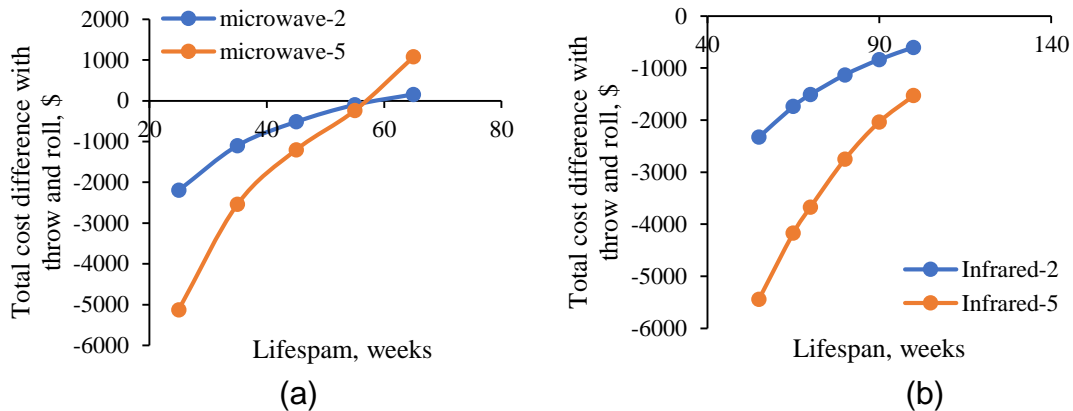 Total cost difference with
throw and roll, $
2000
1000
0
-1000
-2000
-3000
-4000
-5000
-6000
20
40
60
80
microwave-2
microwave-5
Lifespam, weeks
(a)
Total cost difference with
throw and roll, $
0
-1000
-2000
-3000
-4000
-5000
-6000
40
90
140
Infrared-2
Infrared-5
Lifespan, weeks
(b)